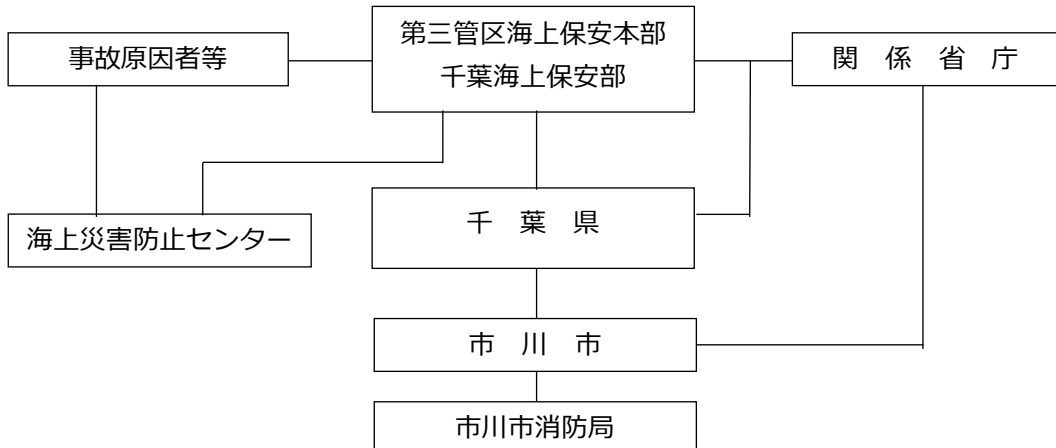 事故原因者等
第三管区海上保安本部
千葉海上保安部
関 係 省 庁
海上災害防止センター
千 葉 県
市 川 市
市川市消防局